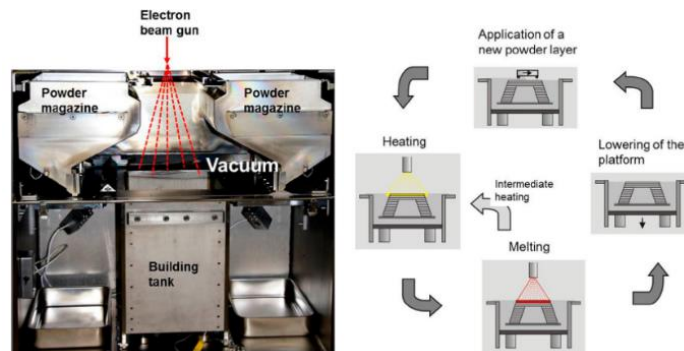 Electron
beam gun
Powder
magazine
Powder
magazine
Vacuum
Building
tank
Application of a
new powder layer
Heating
Lowering of the
platform
Intermediate
heating
Melting